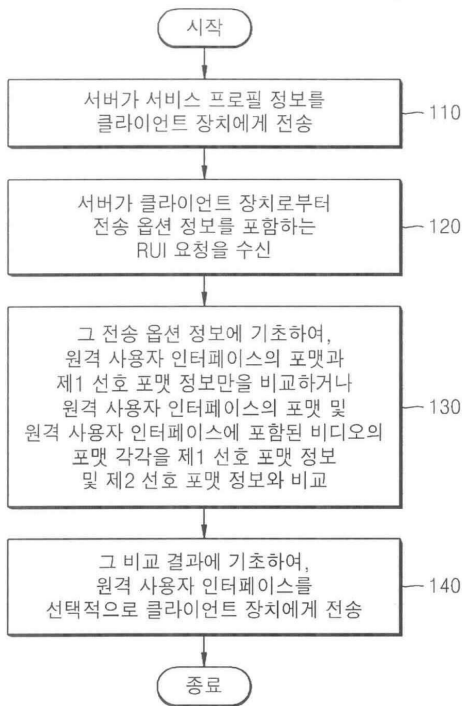 시작
서버가 서비스 프로필 정보를
클라이언트 장치에게 전송
110
서버가 클라이언트 장치로부터
전송 옵션 정보를 포함하는
RUI 요청을 수신
120
그 전송 옵션 정보에 기초하여,
원격 사용자 인터페이스의 포맷과
제1 선호 포맷 정보만을 비교하거나
원격 사용자 인터페이스의 포맷 및
원격 사용자 인터페이스에 포함된 비디오의
포맷 각각을 제1 선호 포맷 정보
및 제2 선호 포맷 정보와 비교
130
그 비교 결과에 기초하여,
원격 사용자 인터페이스를
선택적으로 클라이언트 장치에게 전송
140
종료